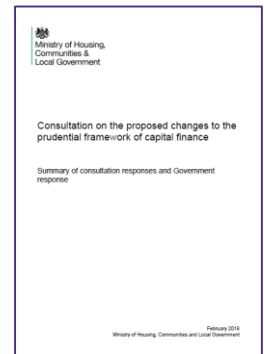 Ministry of Housing,
Communities &
Local Government
Consultation on the proposed changes to the
prudential framework of capital finance
Summary of consultation responses and Government
response
February 2018
Ministry of Housing, Communities and Local Government